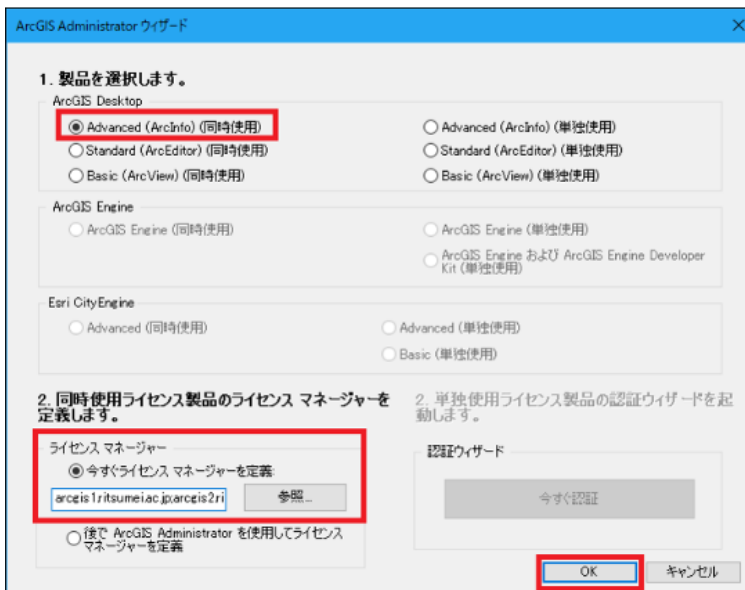 ArcGIS Administrator ウィザード
1. 製品を選択します。
ArcGIS Desktop
Advanced (ArcInfo) (同時使用)
Advanced (ArcInfo) (単独使用)
Standard (ArcEditor) (同時使用)
Standard (ArcEditor) (単独使用)
Basic (ArcView) (同時使用)
Basic (ArcView) (単独使用)
ArcGIS Engine
ArcGIS Engine (同時使用)
ArcGIS Engine (単独使用)
ArcGIS Engine および ArcGIS Engine Developer
Kit (単独使用)
Esri CityEngine
Advanced (同時使用)
Advanced (単独使用)
Basic (単独使用)
2. 同時使用ライセンス製品のライセンス マネージャーを
定義します。
ライセンス マネージャー
今すぐライセンス マネージャーを定義:
arcgis1.ritsumei.ac.jp;arcgis2.ri
参照...
後で ArcGIS Administrator を使用してライセンス
マネージャーを定義
2. 単独使用ライセンス製品の認証ウィザードを起
動します。
認証ウィザード
今すぐ認証
OK
キャンセル